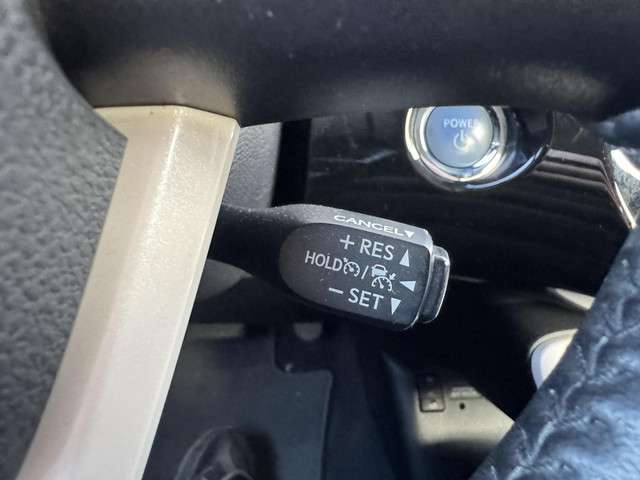 POWER
CANCEL▼
+ RES ▲
HOLD / ◀
− SET ▼